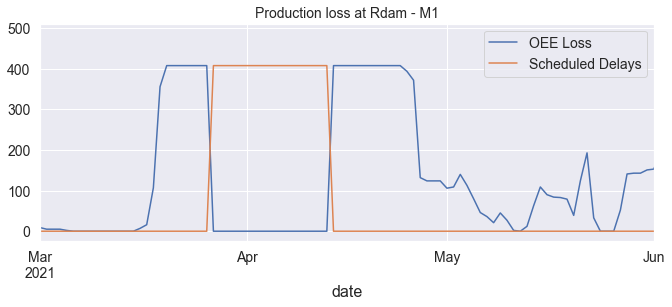 Production loss at Rdam - M1
OEE Loss
Scheduled Delays
500
400
300
200
100
0
Mar
2021
Apr
May
Jun
date